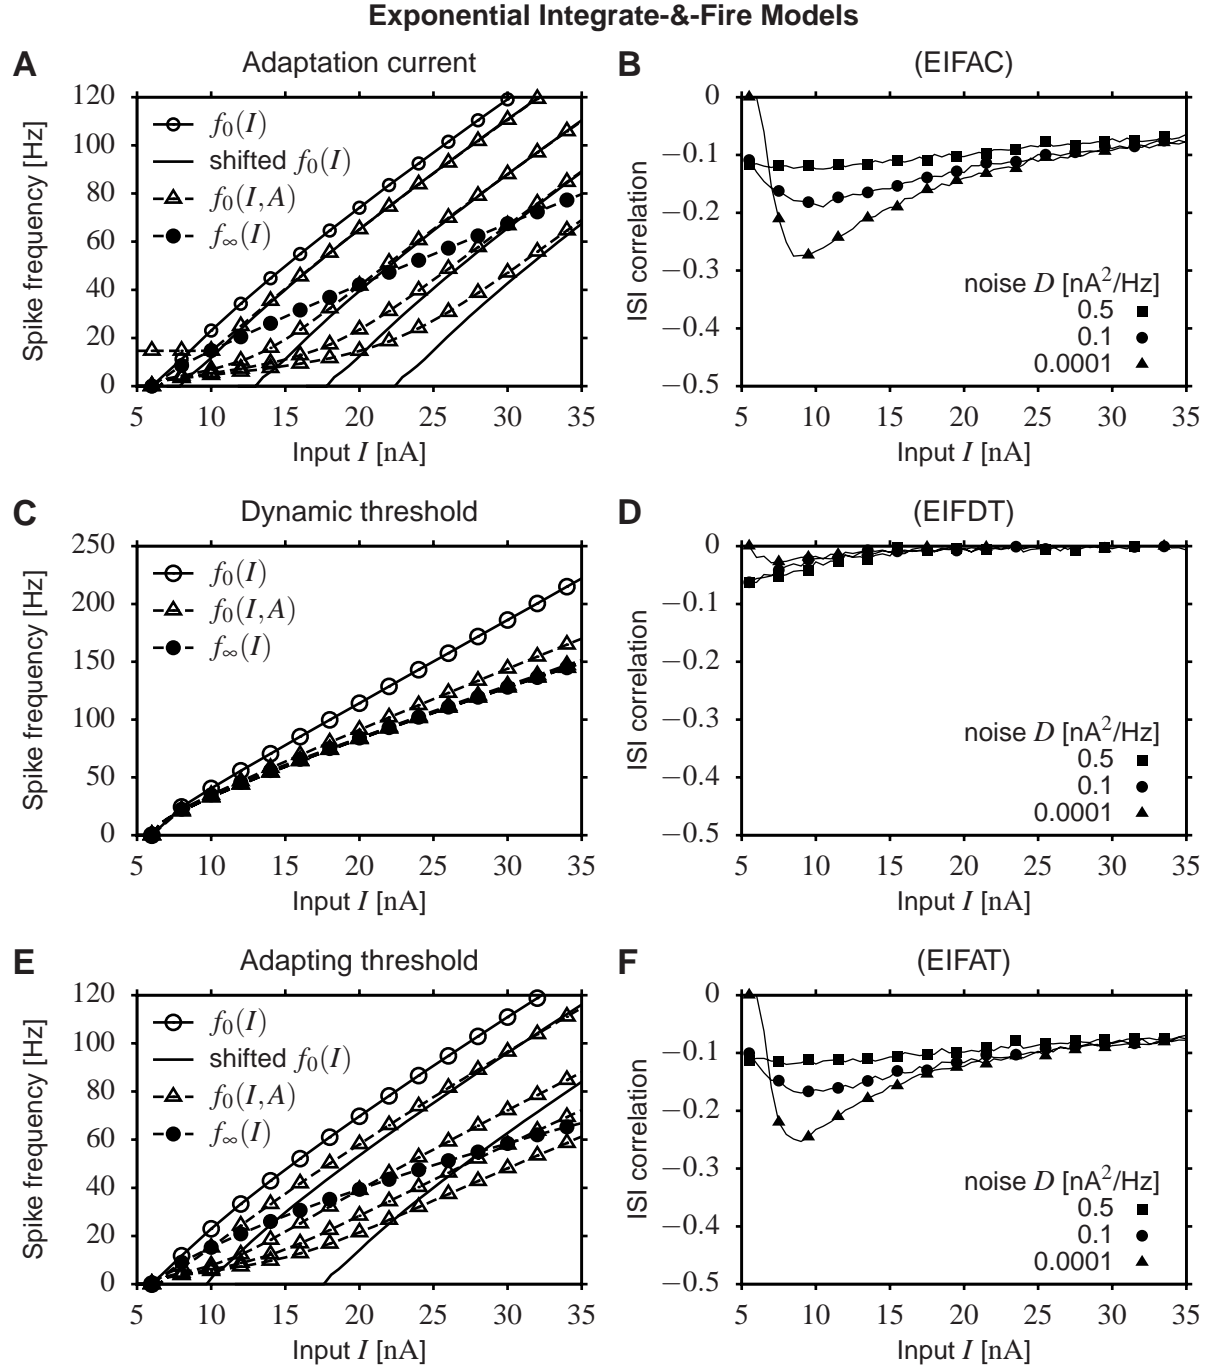 Exponential Integrate-&-Fire Models
A
Adaptation current
Spike frequency [Hz]
120
100
80
60
40
20
0
f₀(I)
shifted f₀(I)
f₀(I,A)
f∞(I)
5 10 15 20 25 30 35
Input I [nA]
B
(EIFAC)
ISI correlation
0
−0.1
−0.2
−0.3
−0.4
−0.5
noise D [nA²/Hz]
0.5
0.1
0.0001
5 10 15 20 25 30 35
Input I [nA]
C
Dynamic threshold
Spike frequency [Hz]
250
200
150
100
50
0
f₀(I)
f₀(I,A)
f∞(I)
5 10 15 20 25 30 35
Input I [nA]
D
(EIFDT)
ISI correlation
0
−0.1
−0.2
−0.3
−0.4
−0.5
noise D [nA²/Hz]
0.5
0.1
0.0001
5 10 15 20 25 30 35
Input I [nA]
E
Adapting threshold
Spike frequency [Hz]
120
100
80
60
40
20
0
f₀(I)
shifted f₀(I)
f₀(I,A)
f∞(I)
5 10 15 20 25 30 35
Input I [nA]
F
(EIFAT)
ISI correlation
0
−0.1
−0.2
−0.3
−0.4
−0.5
noise D [nA²/Hz]
0.5
0.1
0.0001
5 10 15 20 25 30 35
Input I [nA]